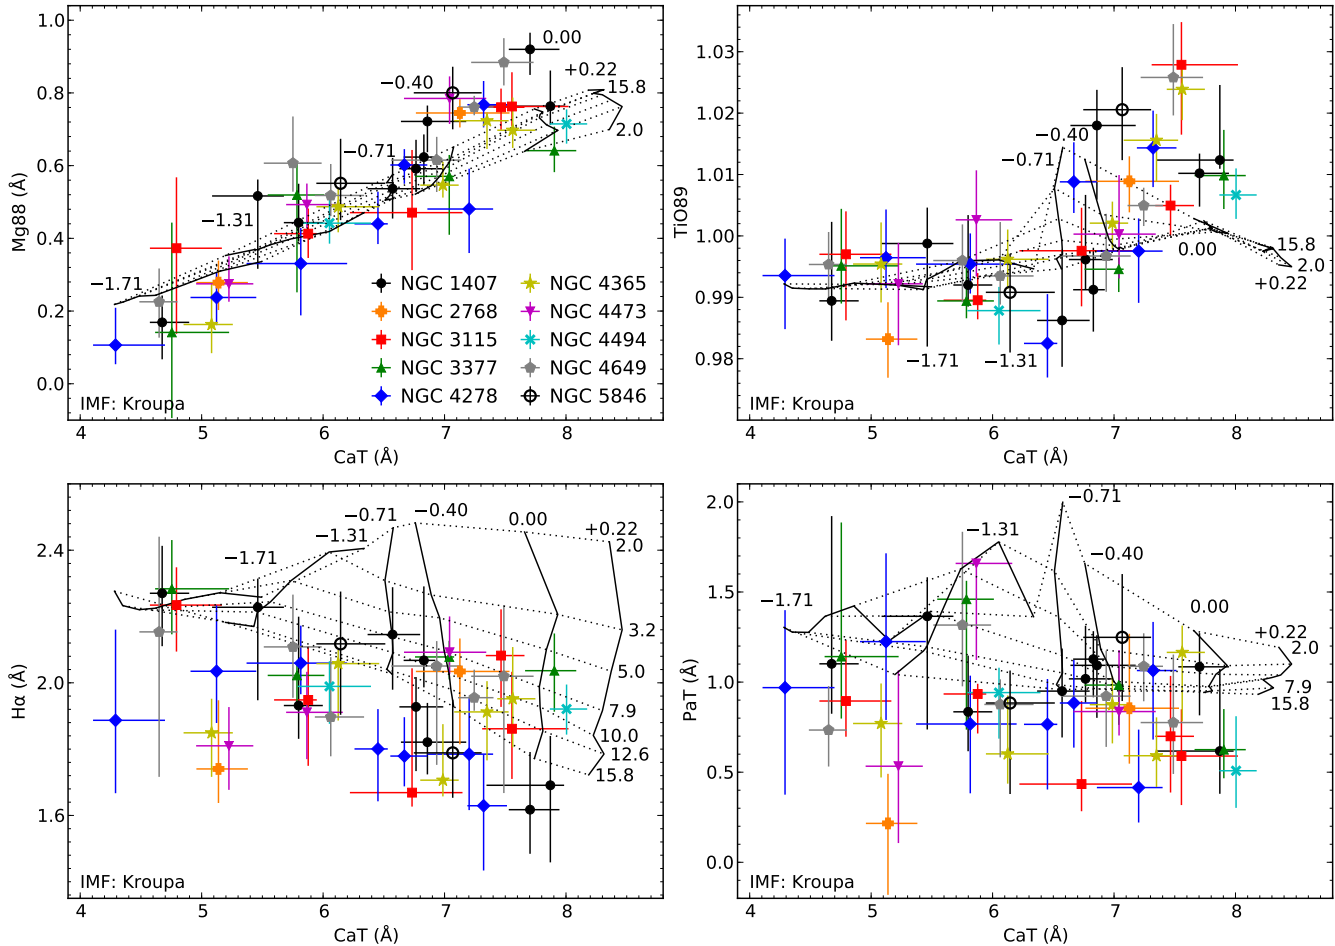 1.0
0.8
0.6
0.4
0.2
0.0
Mg88 (Å)
−1.71
−1.31
−0.71
−0.40
0.00
+0.22
15.8
2.0
NGC 1407
NGC 2768
NGC 3115
NGC 3377
NGC 4278
NGC 4365
NGC 4473
NGC 4494
NGC 4649
NGC 5846
IMF: Kroupa
4 5 6 7 8
CaT (Å)
1.03
1.02
1.01
1.00
0.99
0.98
TiO89
−0.40
−0.71
0.00
15.8
2.0
+0.22
−1.71
−1.31
IMF: Kroupa
4 5 6 7 8
CaT (Å)
2.4
2.0
1.6
Hα (Å)
−1.71
−1.31
−0.71
−0.40
0.00
+0.22
2.0
3.2
5.0
7.9
10.0
12.6
15.8
IMF: Kroupa
4 5 6 7 8
CaT (Å)
2.0
1.5
1.0
0.5
0.0
PaT (Å)
−1.71
−1.31
−0.71
−0.40
0.00
+0.22
2.0
7.9
15.8
IMF: Kroupa
4 5 6 7 8
CaT (Å)